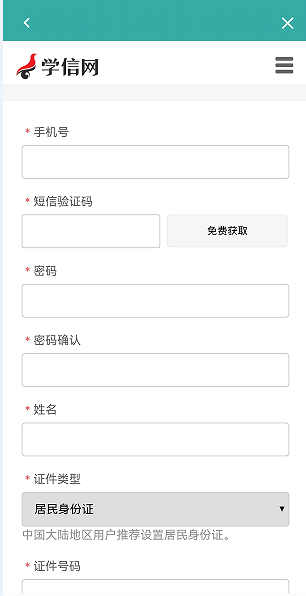 学信网
* 手机号
* 短信验证码
免费获取
* 密码
* 密码确认
* 姓名
* 证件类型
居民身份证
中国大陆地区用户推荐设置居民身份证。
* 证件号码